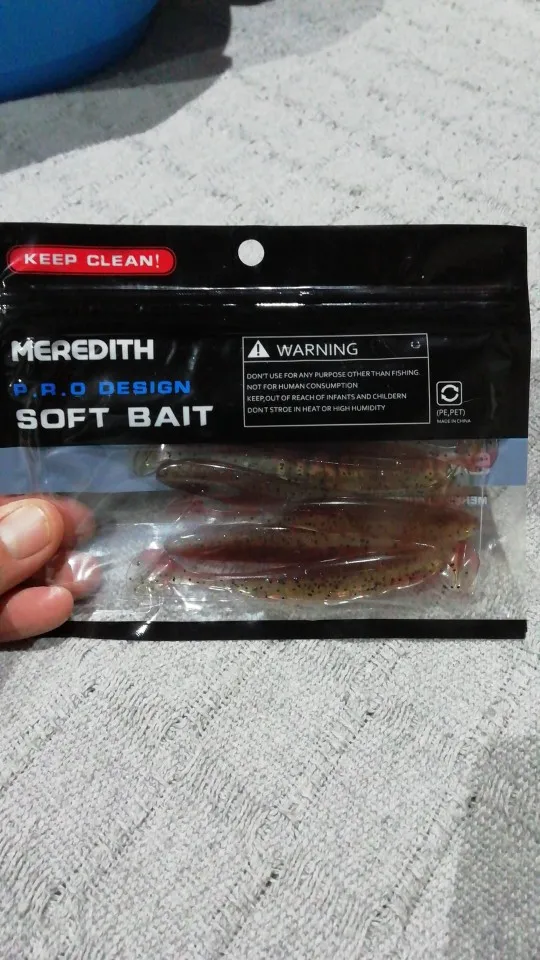 KEEP CLEAN!
MEREDITH
P.R.O DESIGN
SOFT BAIT
WARNING
DON'T USE FOR ANY PURPOSE OTHER THAN FISHING.
NOT FOR HUMAN CONSUMPTION
KEEP,OUT OF REACH OF INFANTS AND CHILDERN
DON'T STROE IN HEAT OR HIGH HUMIDITY
(PE,PET)
MADE IN CHINA